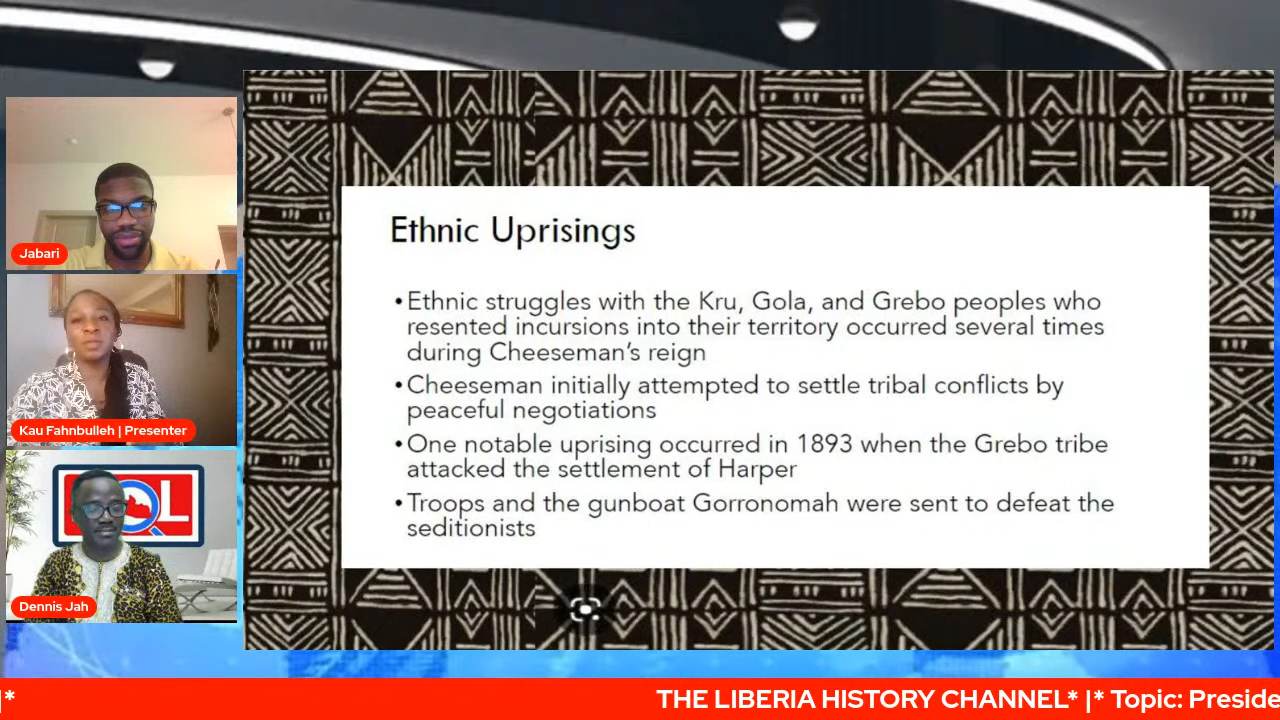 Jabari
Kau Fahnbulleh | Presenter
Dennis Jah
Ethnic Uprisings
•Ethnic struggles with the Kru, Gola, and Grebo peoples who
resented incursions into their territory occurred several times
during Cheeseman's reign
•Cheeseman initially attempted to settle tribal conflicts by
peaceful negotiations
•One notable uprising occurred in 1893 when the Grebo tribe
attacked the settlement of Harper
•Troops and the gunboat Gorronomah were sent to defeat the
seditionists
|* THE LIBERIA HISTORY CHANNEL* |* Topic: Preside